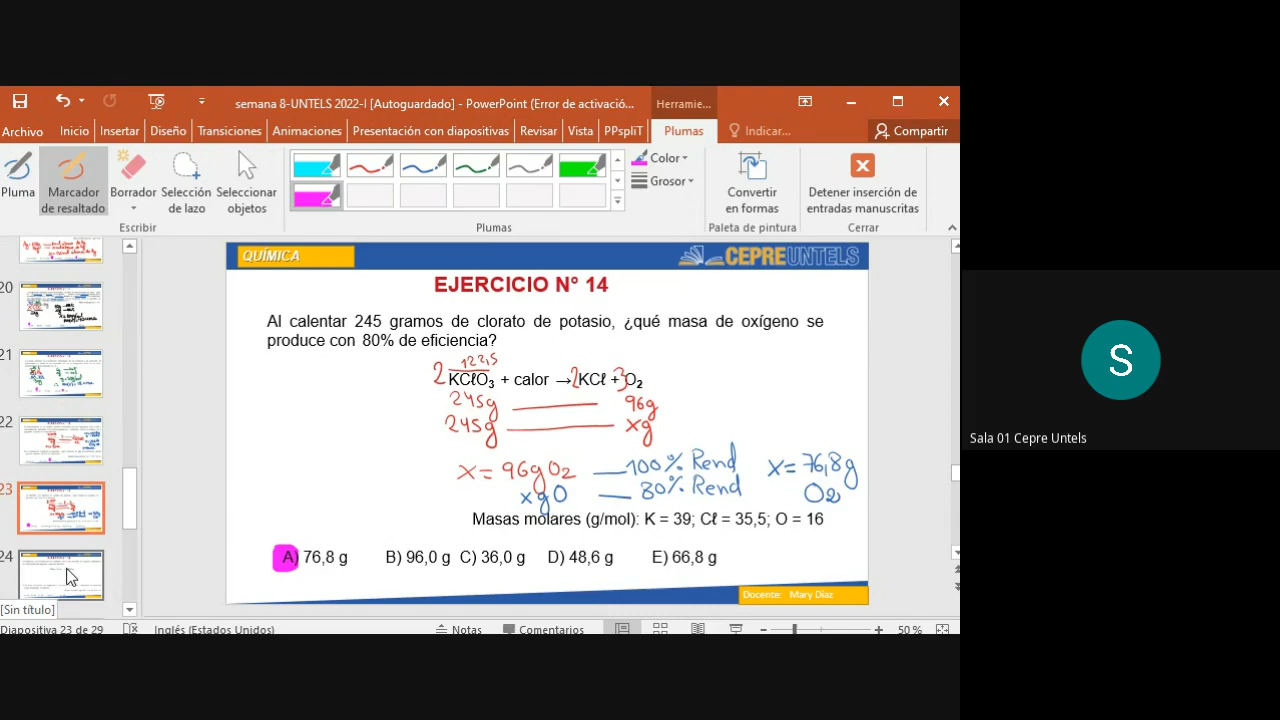 semana 8-UNTELS 2022-I [Autoguardado] - PowerPoint (Error de activació...
Herramie...
Archivo Inicio Insertar Diseño Transiciones Animaciones Presentación con diapositivas Revisar Vista PPspliT Plumas Indicar... Compartir
Pluma
Marcador de resaltado
Borrador
Selección de lazo
Seleccionar objetos
Color
Grosor
Convertir en formas
Detener inserción de entradas manuscritas
Escribir Plumas Paleta de pintura Cerrar
20
21
22
23
24
[Sin título]
QUÍMICA
CEPREUNTELS
EJERCICIO N° 14
Al calentar 245 gramos de clorato de potasio, ¿qué masa de oxígeno se
produce con 80% de eficiencia?
122,5
2 KCℓO3 + calor → 2 KCℓ + 3 O2
245g 96g
245g xg
x = 96g O2 100% Rend x = 76,8g
x g O 80% Rend O2
Masas molares (g/mol): K = 39; Cℓ = 35,5; O = 16
A) 76,8 g B) 96,0 g C) 36,0 g D) 48,6 g E) 66,8 g
Docente: Mary Díaz
Diapositiva 23 de 29 Inglés (Estados Unidos) Notas Comentarios 50 %
S
Sala 01 Cepre Untels